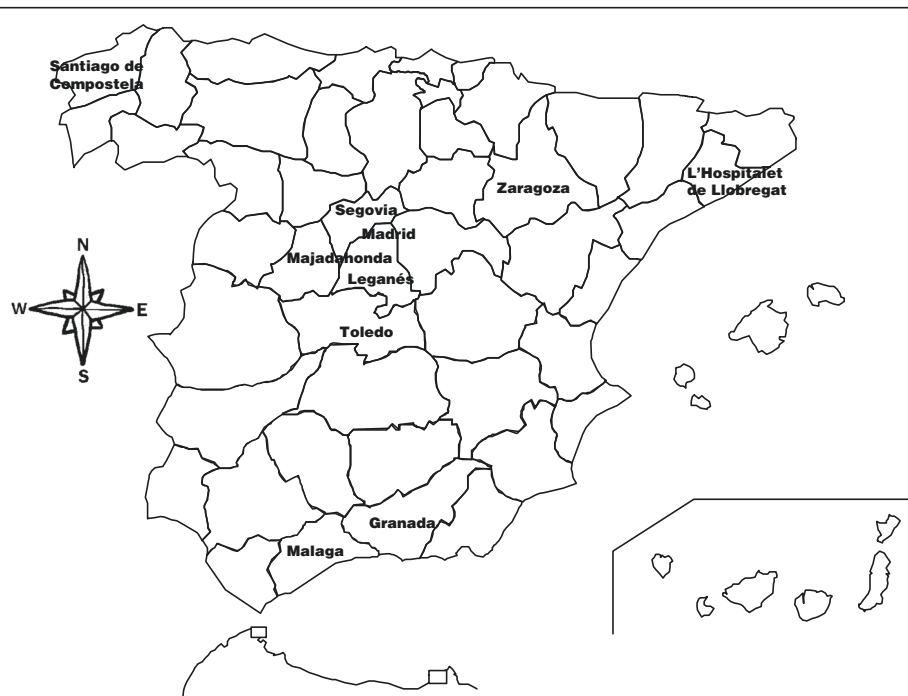 Santiago de
Compostela
L'Hospitalet
de Llobregat
Zaragoza
Segovia
Madrid
Majadahonda
Leganés
N
W
E
S
Toledo
Granada
Malaga